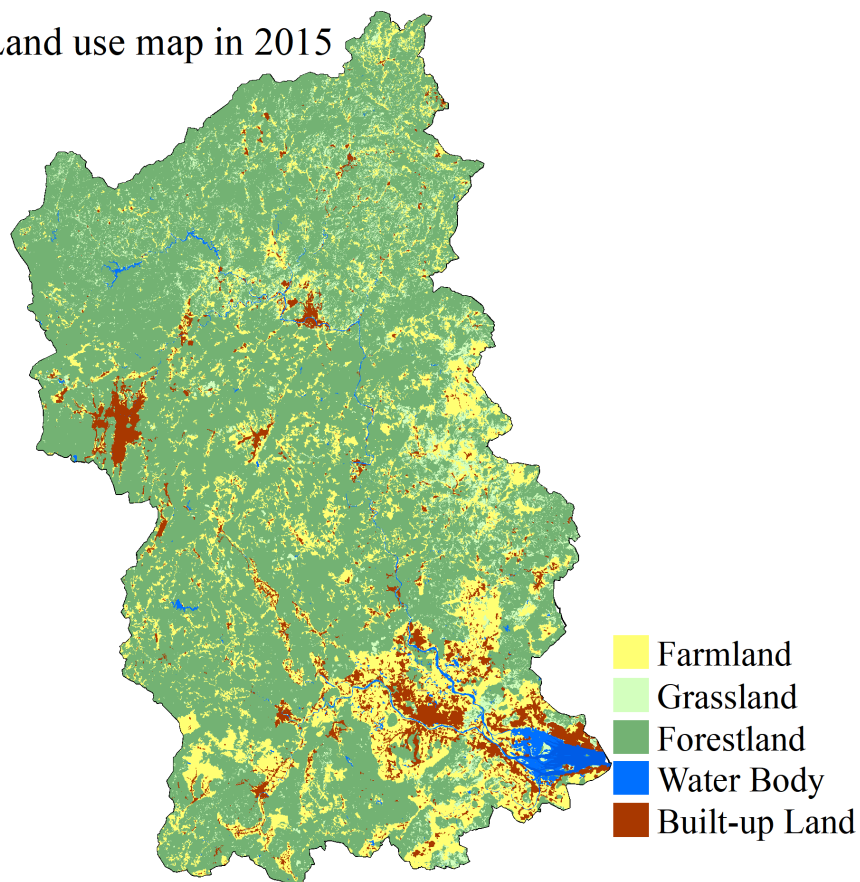 Land use map in 2015
Farmland
Grassland
Forestland
Water Body
Built-up Land